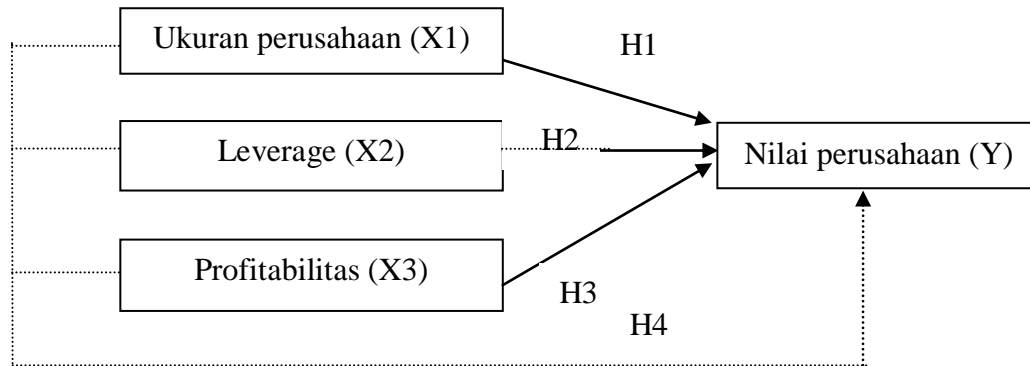 Ukuran perusahaan (X1)
H1
Leverage (X2)
H2
Nilai perusahaan (Y)
Profitabilitas (X3)
H3
H4